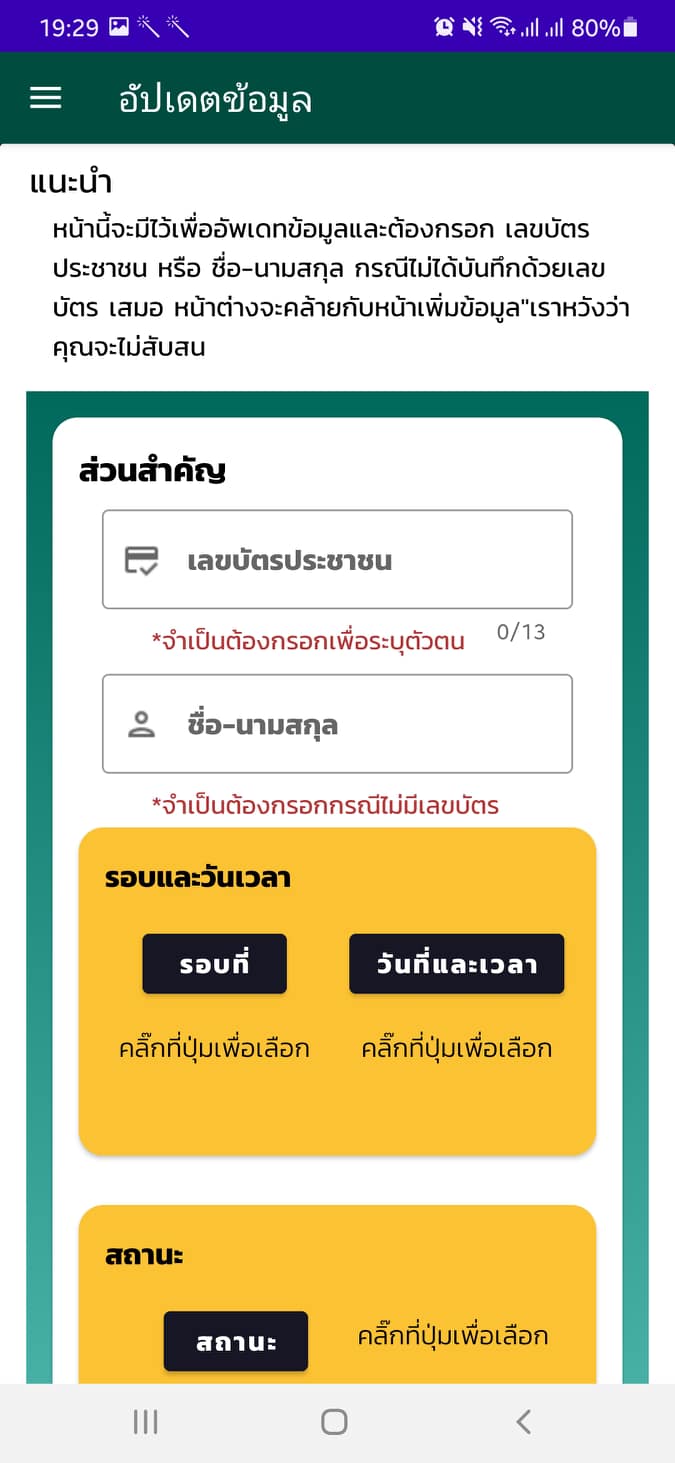 19:29
80%
อัปเดตข้อมูล
แนะนำ
หน้านี้จะมีไว้เพื่ออัพเดทข้อมูลและต้องกรอก เลขบัตร
ประชาชน หรือ ชื่อ-นามสกุล กรณีไม่ได้บันทึกด้วยเลข
บัตร เสมอ หน้าต่างจะคล้ายกับหน้าเพิ่มข้อมูล"เราหวังว่า
คุณจะไม่สับสน
ส่วนสำคัญ
เลขบัตรประชาชน
*จำเป็นต้องกรอกเพื่อระบุตัวตน
0/13
ชื่อ-นามสกุล
*จำเป็นต้องกรอกกรณีไม่มีเลขบัตร
รอบและวันเวลา
รอบที่
วันที่และเวลา
คลิ๊กที่ปุ่มเพื่อเลือก
คลิ๊กที่ปุ่มเพื่อเลือก
สถานะ
สถานะ
คลิ๊กที่ปุ่มเพื่อเลือก